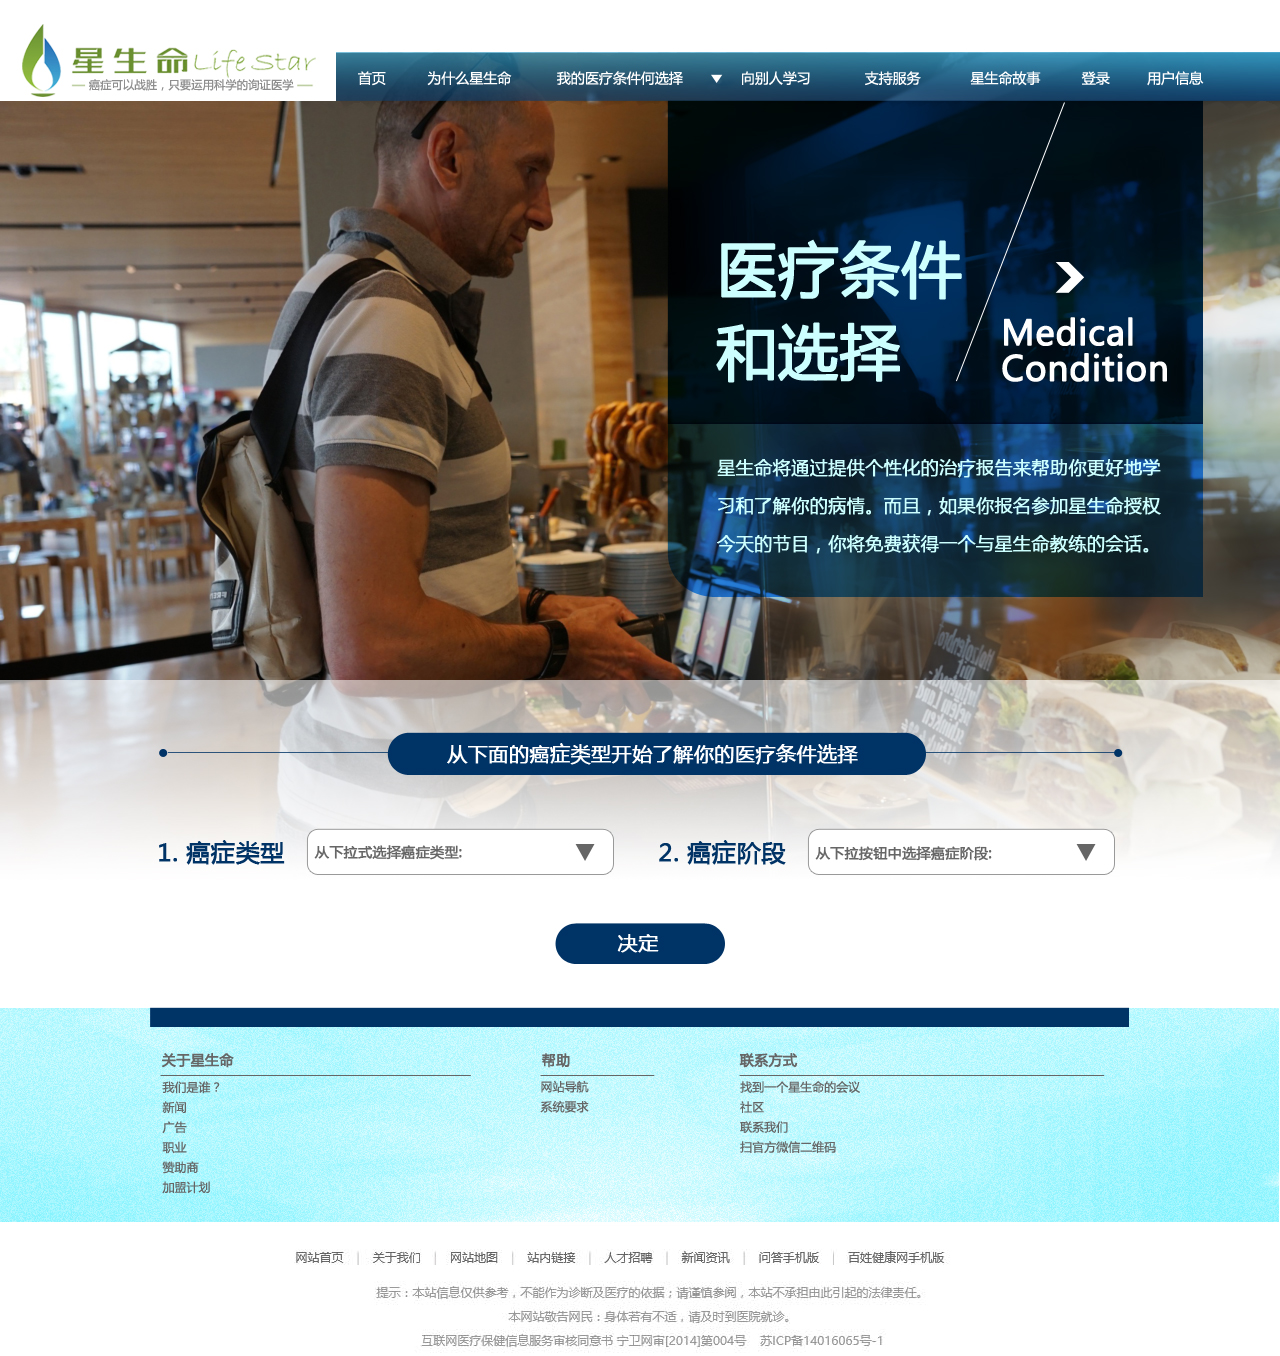 星生命LifeStar
癌症可以战胜，只要运用科学的询证医学
首页 为什么星生命 我的医疗条件何选择 向别人学习 支持服务 星生命故事 登录 用户信息
医疗条件
和选择
Medical
Condition
星生命将通过提供个性化的治疗报告来帮助你更好地学
习和了解你的病情。而且，如果你报名参加星生命授权
今天的节目，你将免费获得一个与星生命教练的会话。
从下面的癌症类型开始了解你的医疗条件选择
1. 癌症类型 从下拉式选择癌症类型: 2. 癌症阶段 从下拉按钮中选择癌症阶段:
决定
关于星生命
我们是谁？
新闻
广告
职业
赞助商
加盟计划
帮助
网站导航
系统要求
联系方式
找到一个星生命的会议
社区
联系我们
扫官方微信二维码
网站首页 | 关于我们 | 网站地图 | 站内链接 | 人才招聘 | 新闻资讯 | 问答手机版 | 百姓健康网手机版
提示：本站信息仅供参考，不能作为诊断及医疗的依据；请谨慎参阅，本站不承担由此引起的法律责任。
本网站敬告网民：身体若有不适，请及时到医院就诊。
互联网医疗保健信息服务审核同意书 宁卫网审[2014]第004号 苏ICP备14016065号-1